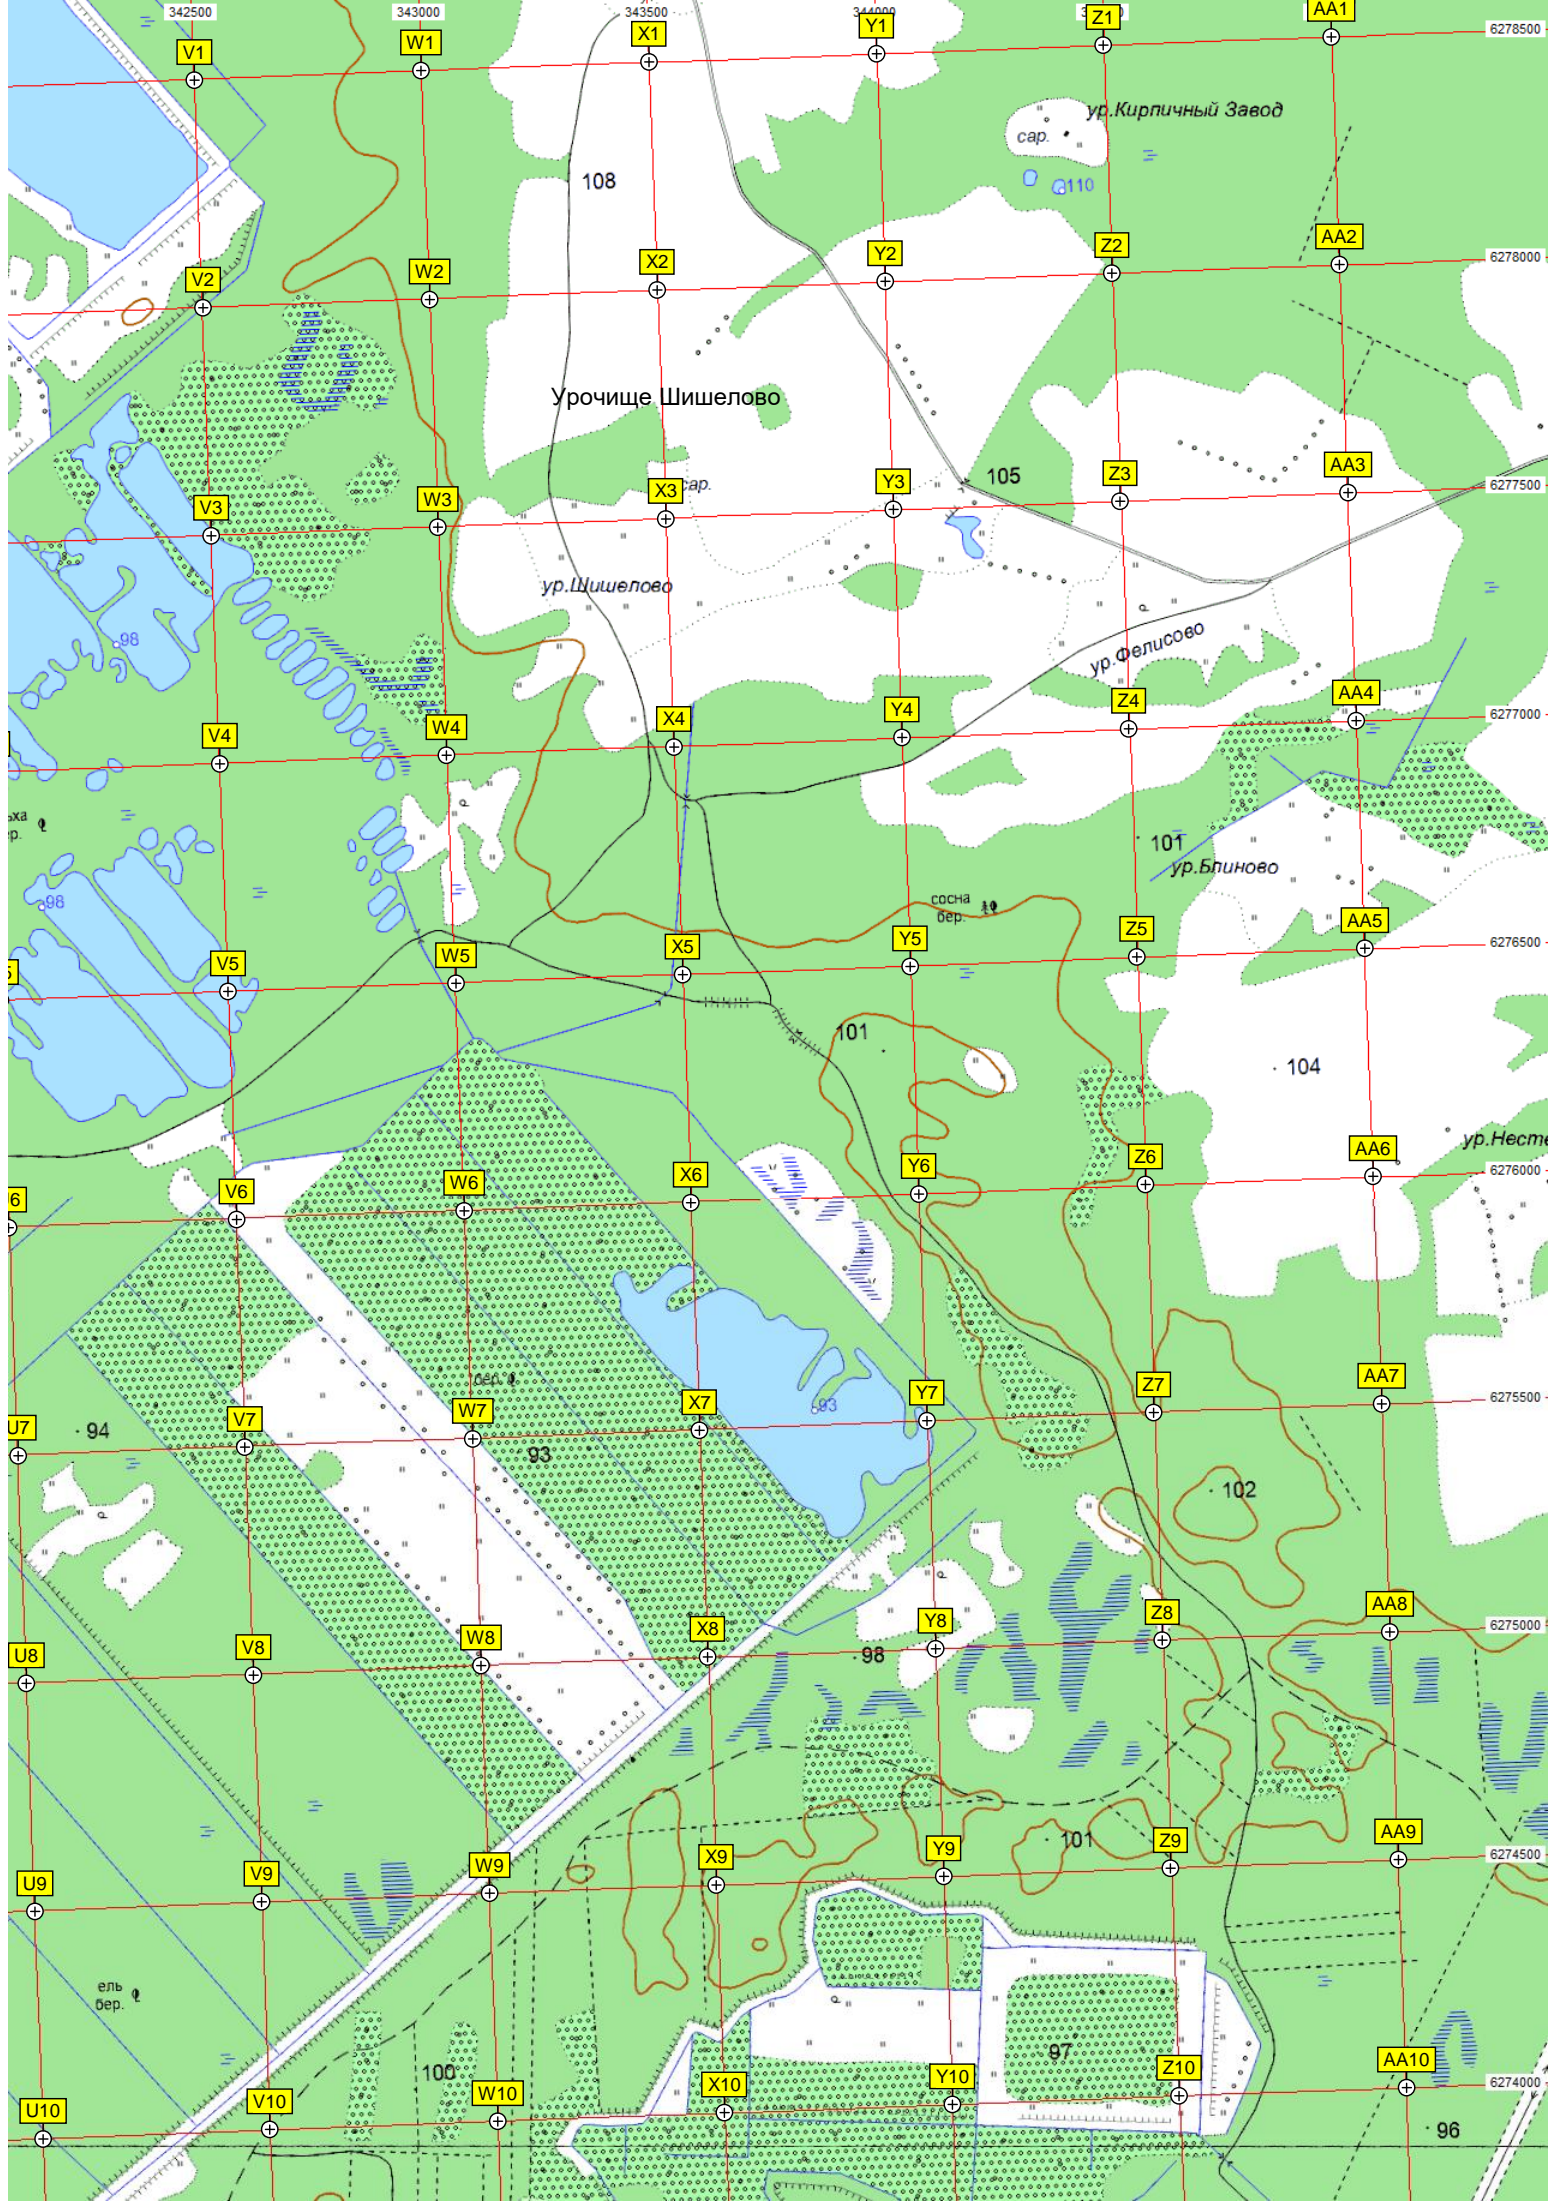 342500 343000 343500 344000
V1 W1 X1 Y1 Z1 AA1 6278500
ур.Кирпичный Завод
сар.
108
110
V2 W2 X2 Y2 Z2 AA2 6278000
Урочище Шишелово
V3 W3 X3 сар. Y3 105 Z3 AA3 6277500
ур.Шишелово
98
ур.Фелисово
V4 W4 X4 Y4 Z4 AA4 6277000
101
ур.Блиново
98
сосна
бер.
V5 W5 X5 Y5 Z5 AA5 6276500
101
104
ур.Несте
V6 W6 X6 Y6 Z6 AA6 6276000
бер.
93
U7 94 V7 W7 X7 Y7 Z7 AA7 6275500
93
102
U8 V8 W8 X8 Y8 Z8 AA8 6275000
98
101
U9 V9 W9 X9 Y9 Z9 AA9 6274500
ель
бер.
97
100
U10 V10 W10 X10 Y10 Z10 AA10 6274000
96